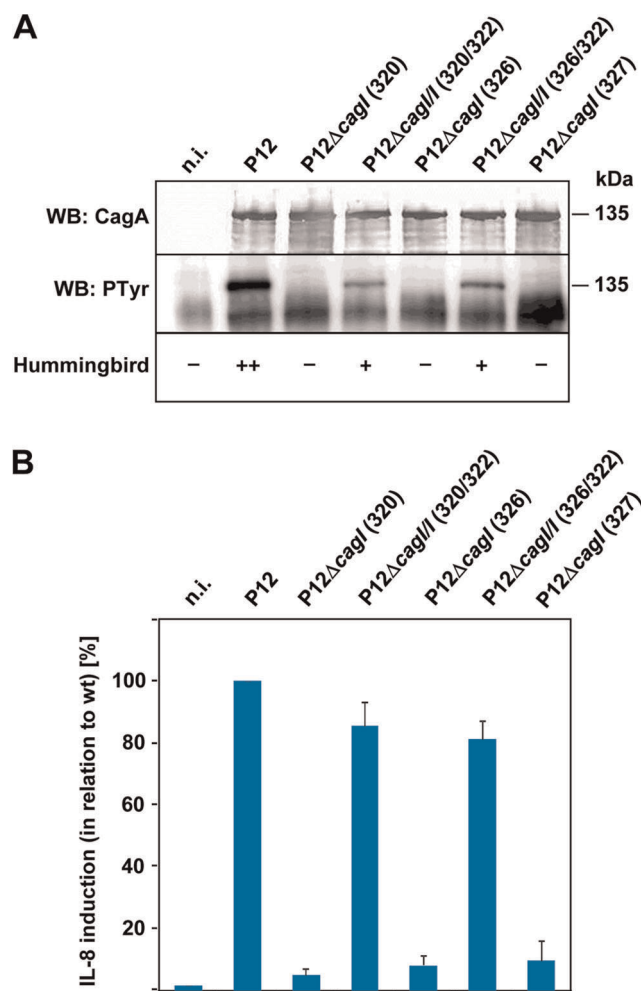 A
n.i.
P12
P12ΔcagI (320)
P12ΔcagI/I (320/322)
P12ΔcagI (326)
P12ΔcagI/I (326/322)
P12ΔcagI (327)
kDa
WB: CagA
135
WB: PTyr
135
Hummingbird
– ++ – + – + –
B
n.i.
P12
P12ΔcagI (320)
P12ΔcagI/I (320/322)
P12ΔcagI (326)
P12ΔcagI/I (326/322)
P12ΔcagI (327)
IL-8 induction (in relation to wt) [%]
100
80
60
40
20